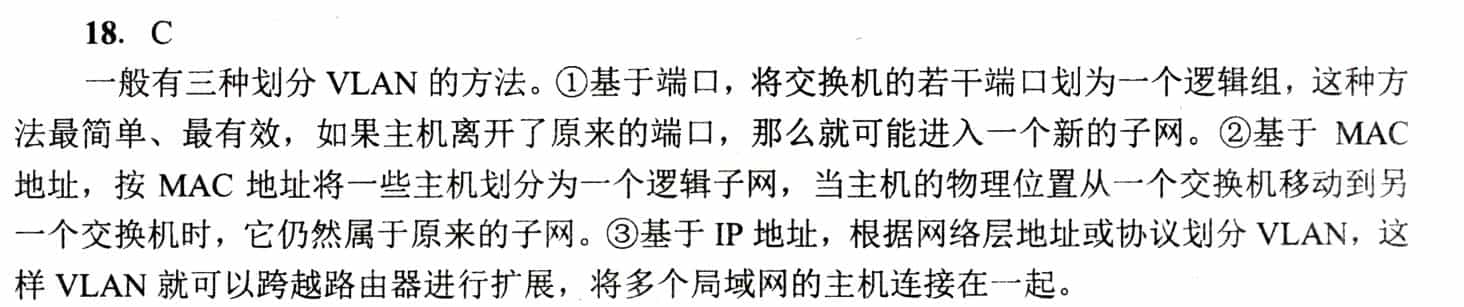 18. C
一般有三种划分 VLAN 的方法。①基于端口，将交换机的若干端口划为一个逻辑组，这种方
法最简单、最有效，如果主机离开了原来的端口，那么就可能进入一个新的子网。②基于 MAC
地址，按 MAC 地址将一些主机划分为一个逻辑子网，当主机的物理位置从一个交换机移动到另
一个交换机时，它仍然属于原来的子网。③基于 IP 地址，根据网络层地址或协议划分 VLAN，这
样 VLAN 就可以跨越路由器进行扩展，将多个局域网的主机连接在一起。